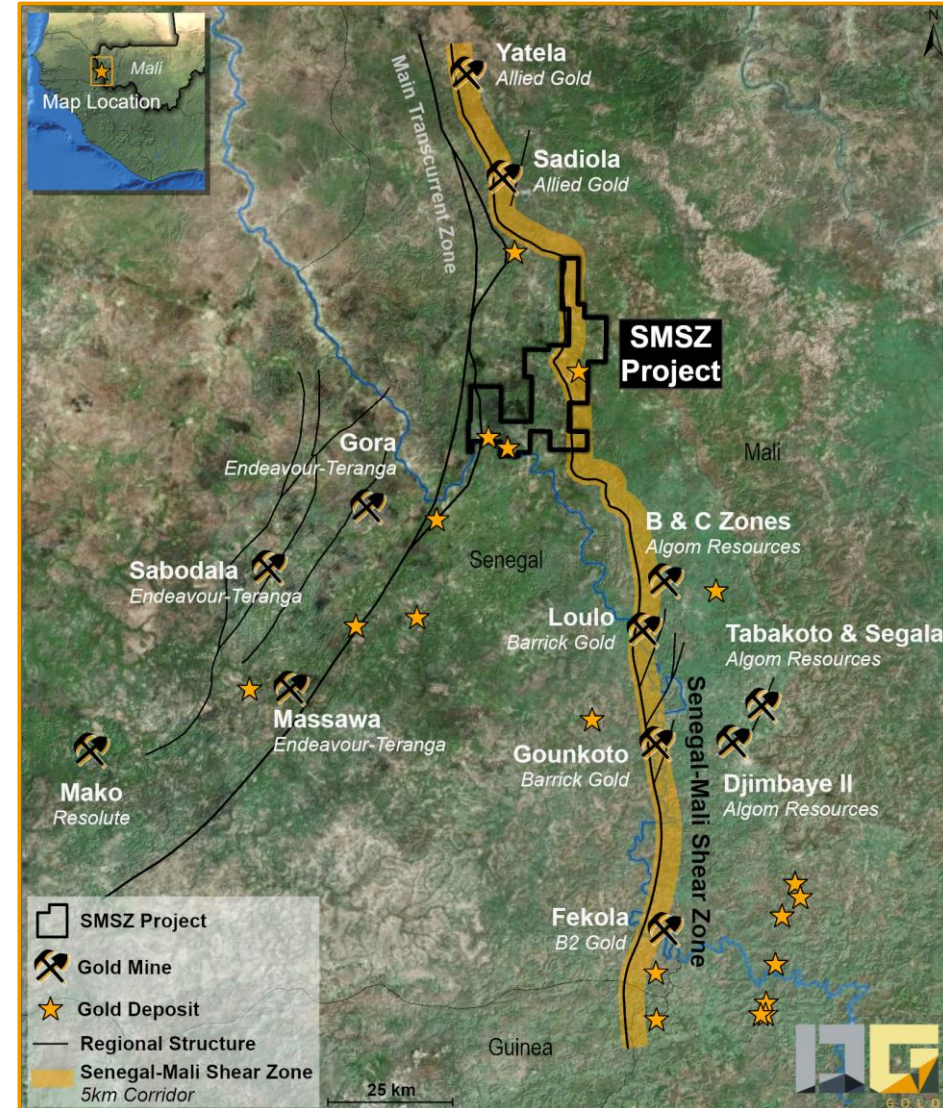 N
Mali
Map Location
Main Transcurrent Zone
Yatela
Allied Gold
Sadiola
Allied Gold
SMSZ
Project
Mali
Gora
Endeavour-Teranga
Senegal
B & C Zones
Algom Resources
Sabodala
Endeavour-Teranga
Loulo
Barrick Gold
Tabakoto & Segala
Algom Resources
Massawa
Endeavour-Teranga
Senegal-Mali Shear Zone
Gounkoto
Barrick Gold
Mako
Resolute
Djimbaye II
Algom Resources
Fekola
B2 Gold
SMSZ Project
Gold Mine
Gold Deposit
Regional Structure
Senegal-Mali Shear Zone
5km Corridor
25 km
Guinea
GOLD